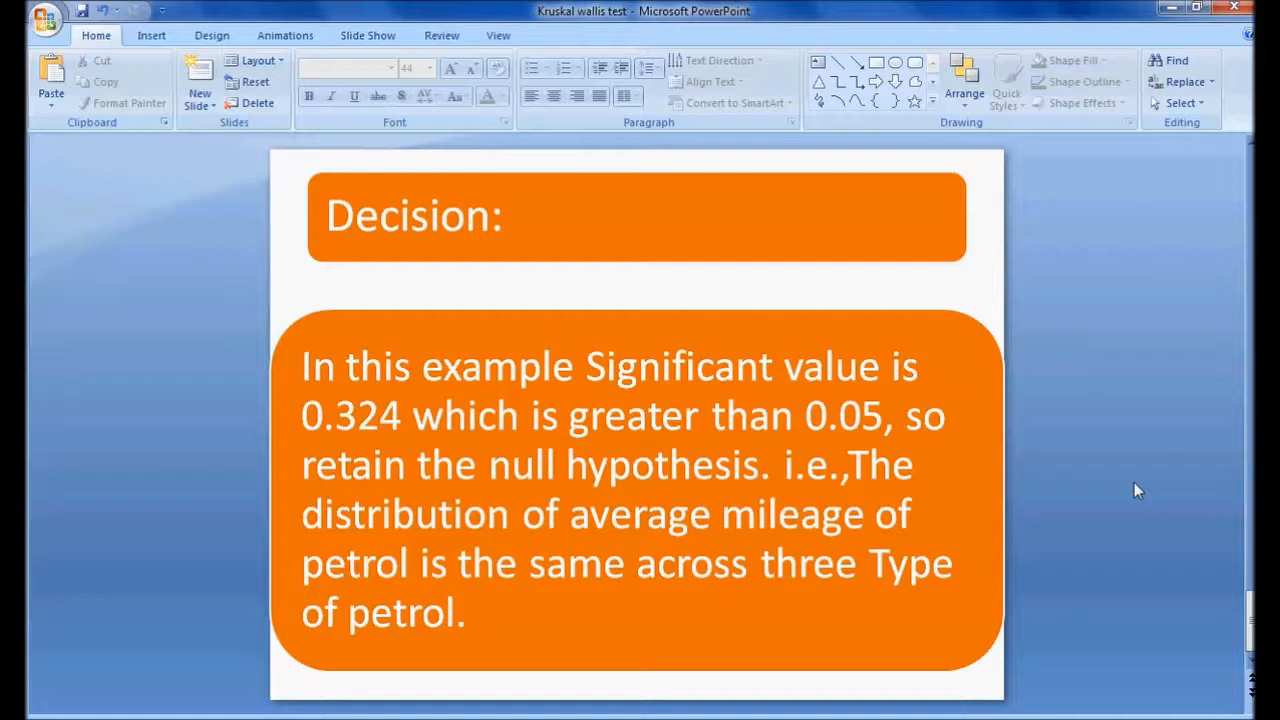 Kruskal wallis test - Microsoft PowerPoint
Home Insert Design Animations Slide Show Review View
Paste
Cut
Copy
Format Painter
Clipboard
New Slide
Layout
Reset
Delete
Slides
44
B I U abc S AV Aa A
Font
Text Direction
Align Text
Convert to SmartArt
Paragraph
Arrange
Quick Styles
Shape Fill
Shape Outline
Shape Effects
Drawing
Find
Replace
Select
Editing
Decision:
In this example Significant value is
0.324 which is greater than 0.05, so
retain the null hypothesis. i.e.,The
distribution of average mileage of
petrol is the same across three Type
of petrol.